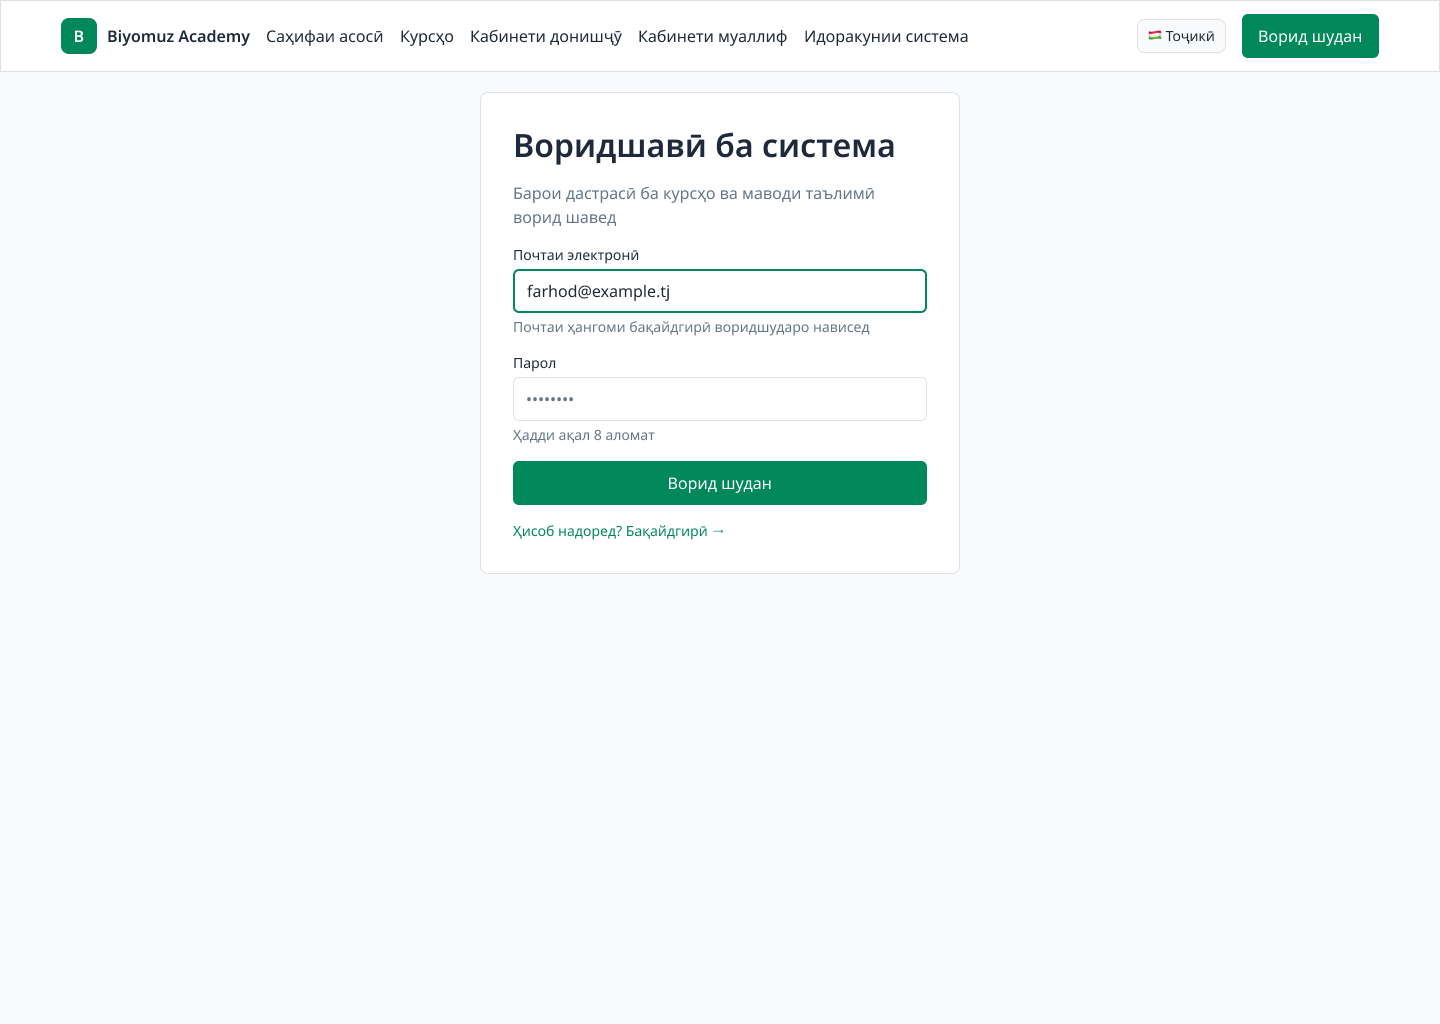 B Biyomuz Academy Саҳифаи асосӣ Курсҳо Кабинети донишҷӯ Кабинети муаллиф Идоракунии система Тоҷикӣ Ворид шудан
Воридшавӣ ба система
Барои дастрасӣ ба курсҳо ва маводи таълимӣ
ворид шавед
Почтаи электронӣ
farhod@example.tj
Почтаи ҳангоми бақайдгирӣ воридшударо нависед
Парол
••••••••
Ҳадди ақал 8 аломат
Ворид шудан
Ҳисоб надоред? Бақайдгирӣ →